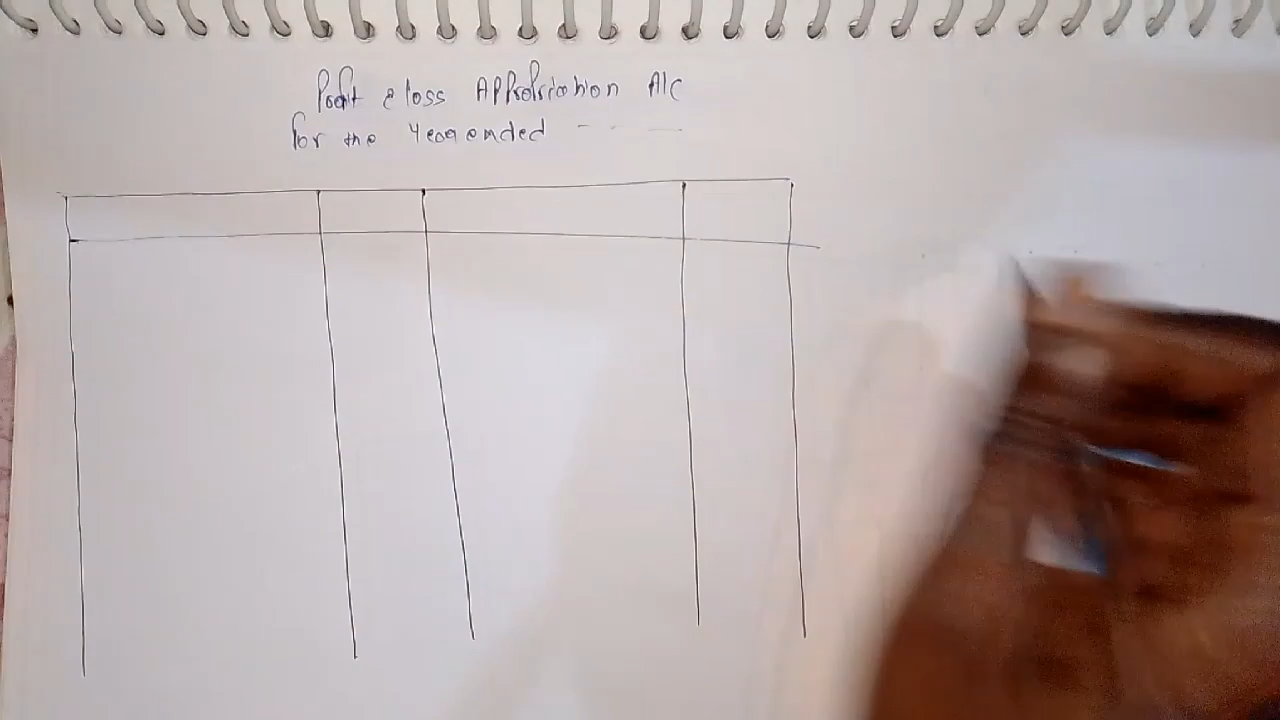 Profit & loss Appropriation A/c
for the Year ended - - —